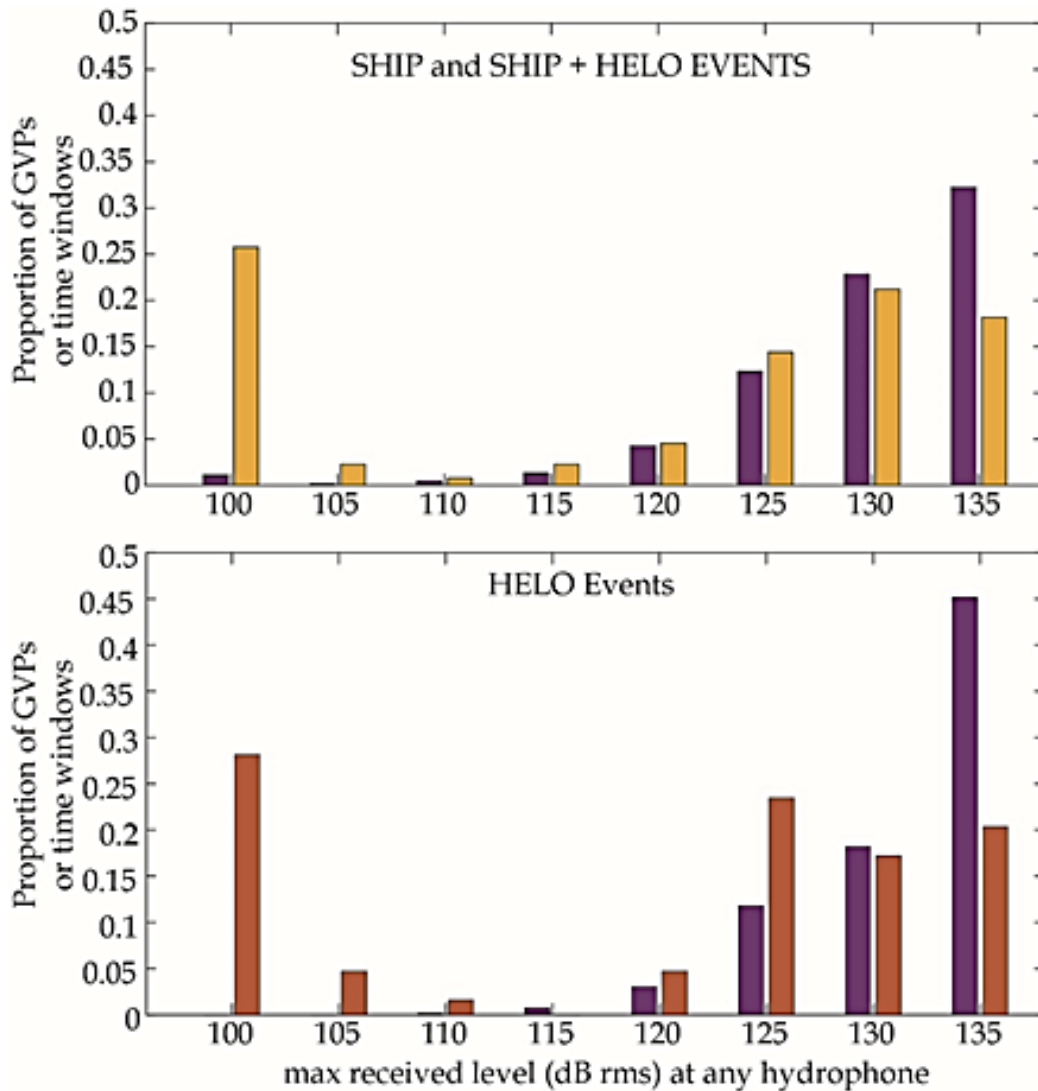 SHIP and SHIP + HELO EVENTS
Proportion of GVPs
or time windows
0.5
0.45
0.4
0.35
0.3
0.25
0.2
0.15
0.1
0.05
0
100 105 110 115 120 125 130 135
HELO Events
Proportion of GVPs
or time windows
0.5
0.45
0.4
0.35
0.3
0.25
0.2
0.15
0.1
0.05
0
100 105 110 115 120 125 130 135
max received level (dB rms) at any hydrophone